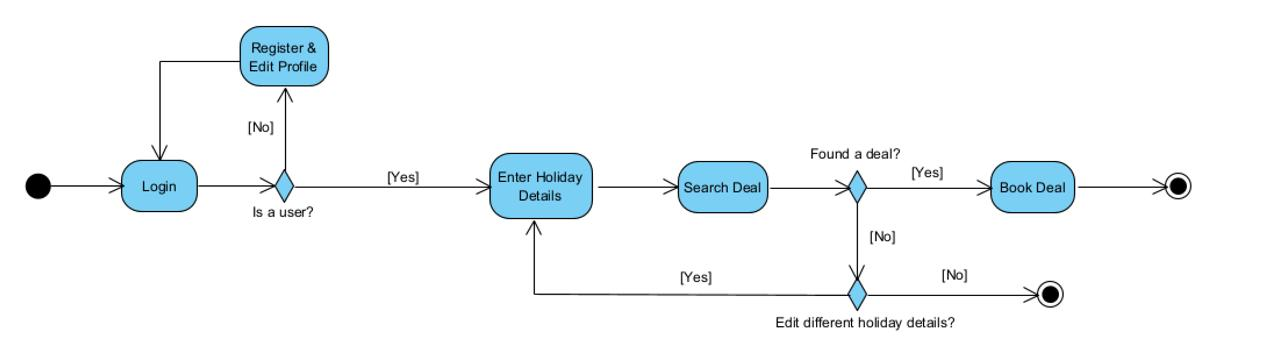 Register &
Edit Profile
[No]
Login
Is a user?
[Yes]
Enter Holiday
Details
Search Deal
Found a deal?
[Yes]
Book Deal
[No]
[Yes]
[No]
Edit different holiday details?